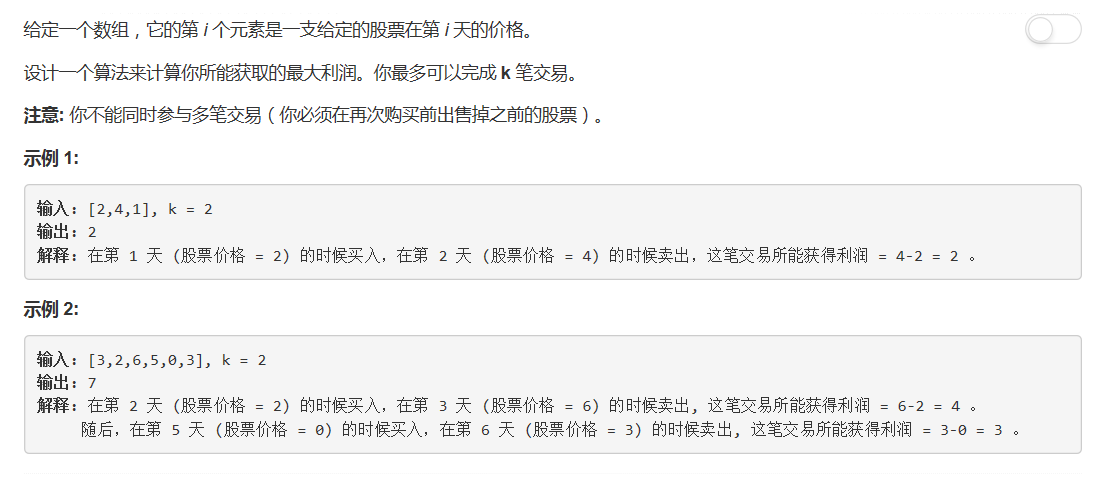 给定一个数组，它的第 i 个元素是一支给定的股票在第 i 天的价格。
设计一个算法来计算你所能获取的最大利润。你最多可以完成 k 笔交易。
注意: 你不能同时参与多笔交易（你必须在再次购买前出售掉之前的股票）。
示例 1:
输入: [2,4,1], k = 2
输出: 2
解释: 在第 1 天 (股票价格 = 2) 的时候买入，在第 2 天 (股票价格 = 4) 的时候卖出，这笔交易所能获得利润 = 4-2 = 2 。
示例 2:
输入: [3,2,6,5,0,3], k = 2
输出: 7
解释: 在第 2 天 (股票价格 = 2) 的时候买入，在第 3 天 (股票价格 = 6) 的时候卖出, 这笔交易所能获得利润 = 6-2 = 4 。
随后，在第 5 天 (股票价格 = 0) 的时候买入，在第 6 天 (股票价格 = 3) 的时候卖出, 这笔交易所能获得利润 = 3-0 = 3 。